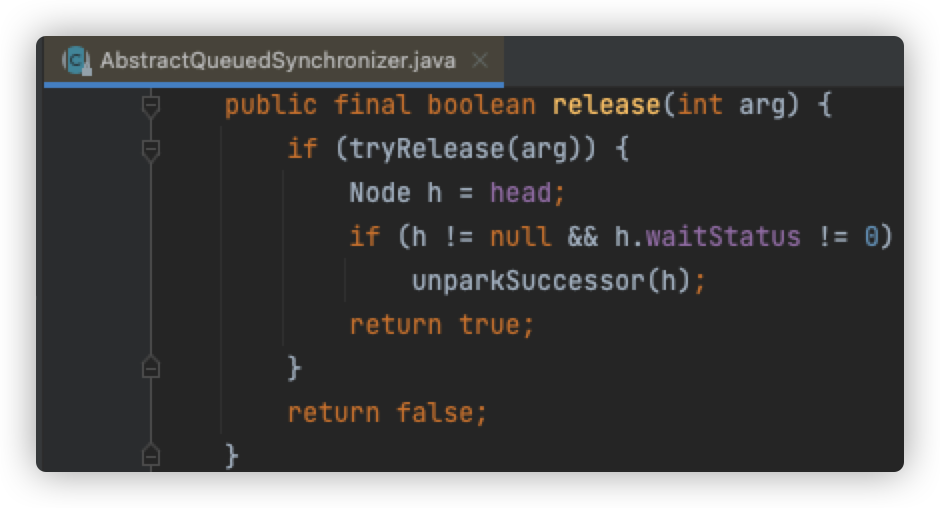 AbstractQueuedSynchronizer.java
public final boolean release(int arg) {
if (tryRelease(arg)) {
Node h = head;
if (h != null && h.waitStatus != 0)
unparkSuccessor(h);
return true;
}
return false;
}